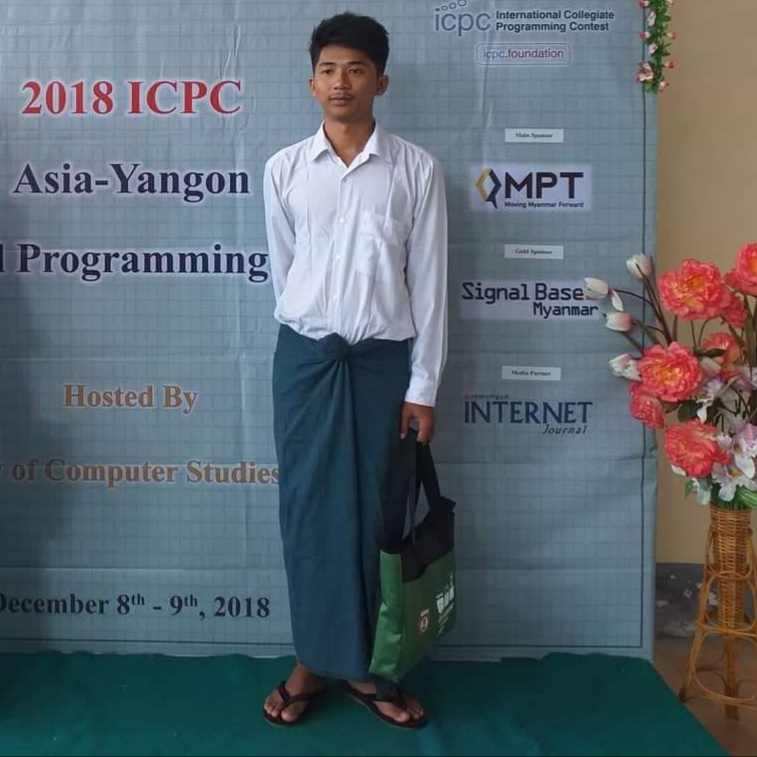 icpc International Collegiate
Programming Contest
icpc.foundation
2018 ICPC
Asia-Yangon
l Programming
Hosted By
y of Computer Studies
December 8th - 9th, 2018
Main Sponsor
MPT
Moving Myanmar Forward
Gold Sponsor
Signal Base
Myanmar
Media Partner
INTERNET
Journal